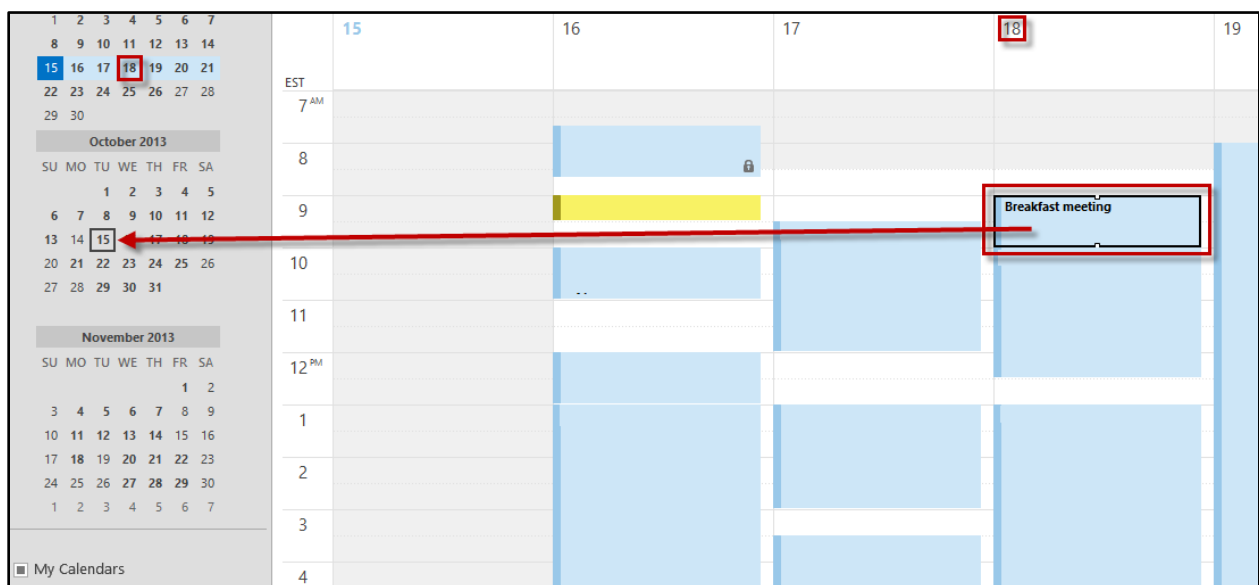 1 2 3 4 5 6 7
8 9 10 11 12 13 14
15 16 17 18 19 20 21
22 23 24 25 26 27 28
29 30
October 2013
SU MO TU WE TH FR SA
1 2 3 4 5
6 7 8 9 10 11 12
13 14 15 17 18 19
20 21 22 23 24 25 26
27 28 29 30 31
November 2013
SU MO TU WE TH FR SA
1 2
3 4 5 6 7 8 9
10 11 12 13 14 15 16
17 18 19 20 21 22 23
24 25 26 27 28 29 30
1 2 3 4 5 6 7
My Calendars
15 16 17 18 19
EST
7 AM
8
9
Breakfast meeting
10
11
12 PM
1
2
3
4